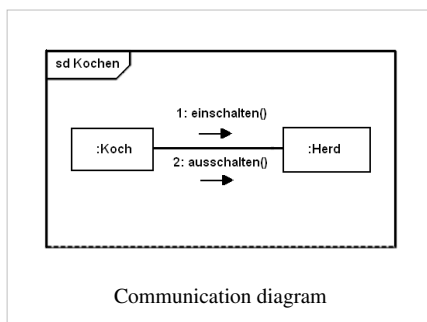 sd Kochen
1: einschalten()
:Koch
:Herd
2: ausschalten()
Communication diagram